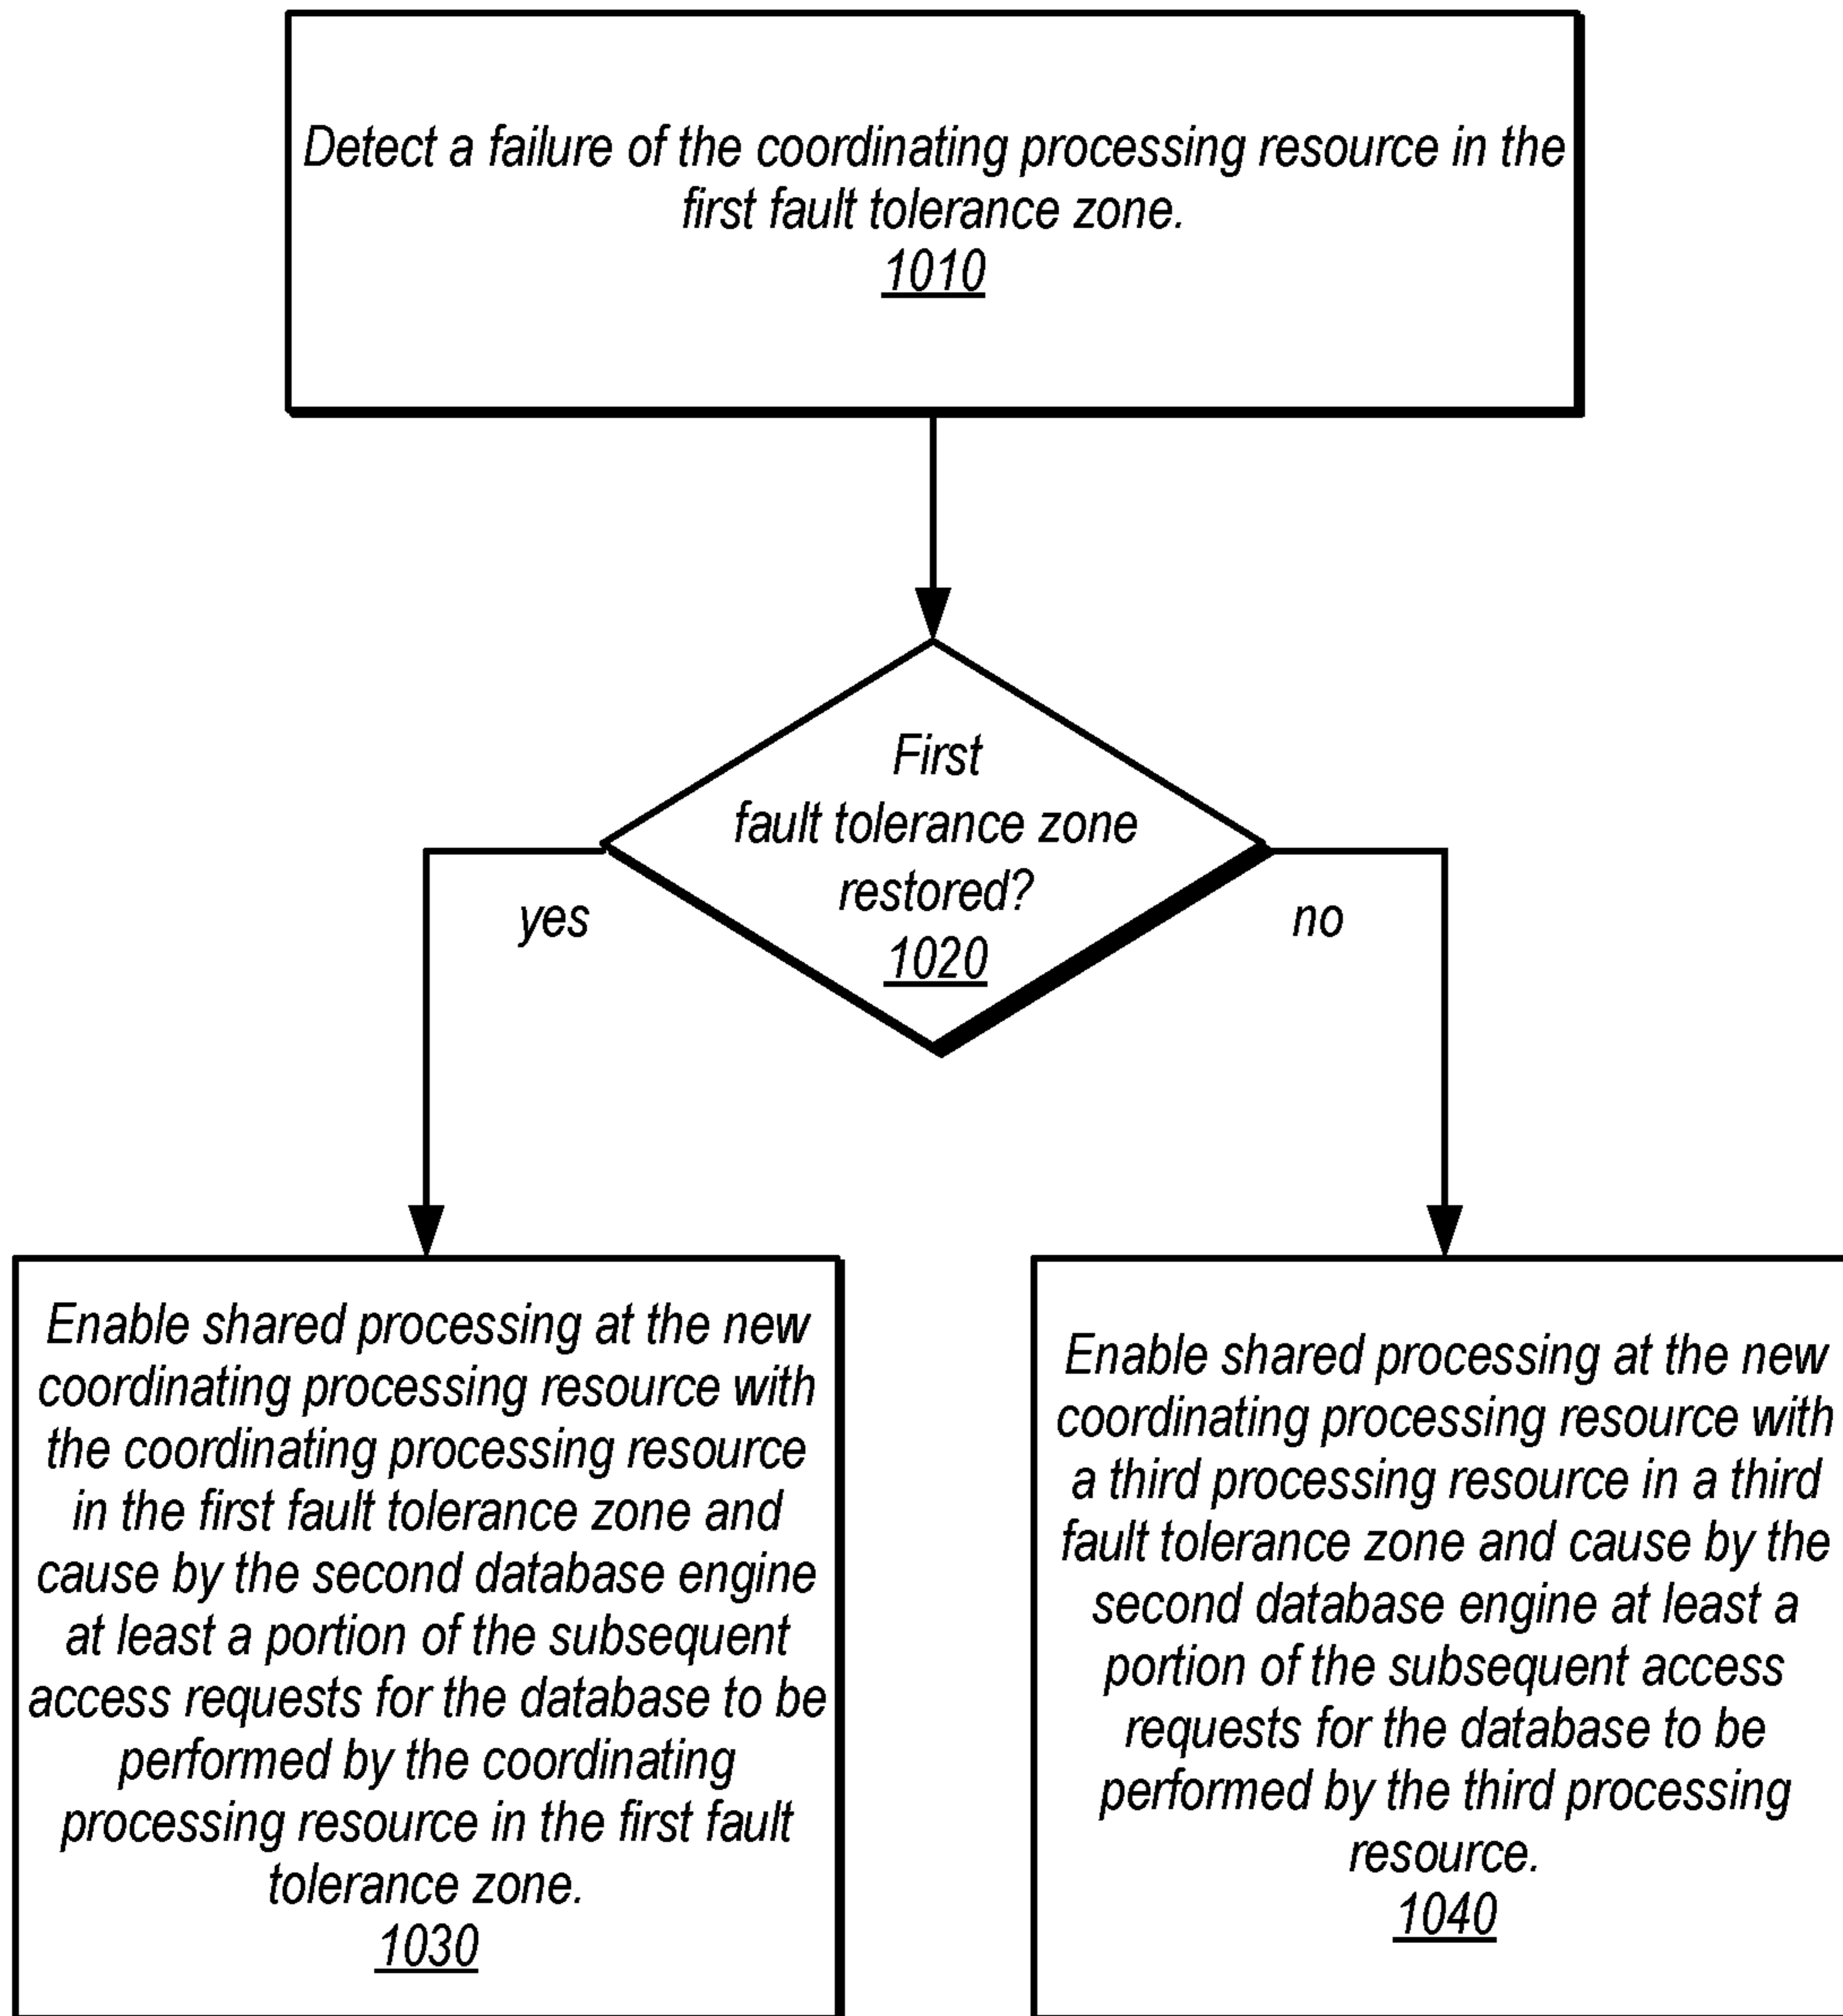 Detect a failure of the coordinating processing resource in the
first fault tolerance zone.
1010
First
fault tolerance zone
restored?
1020
yes
no
Enable shared processing at the new
coordinating processing resource with
the coordinating processing resource
in the first fault tolerance zone and
cause by the second database engine
at least a portion of the subsequent
access requests for the database to be
performed by the coordinating
processing resource in the first fault
tolerance zone.
1030
Enable shared processing at the new
coordinating processing resource with
a third processing resource in a third
fault tolerance zone and cause by the
second database engine at least a
portion of the subsequent access
requests for the database to be
performed by the third processing
resource.
1040